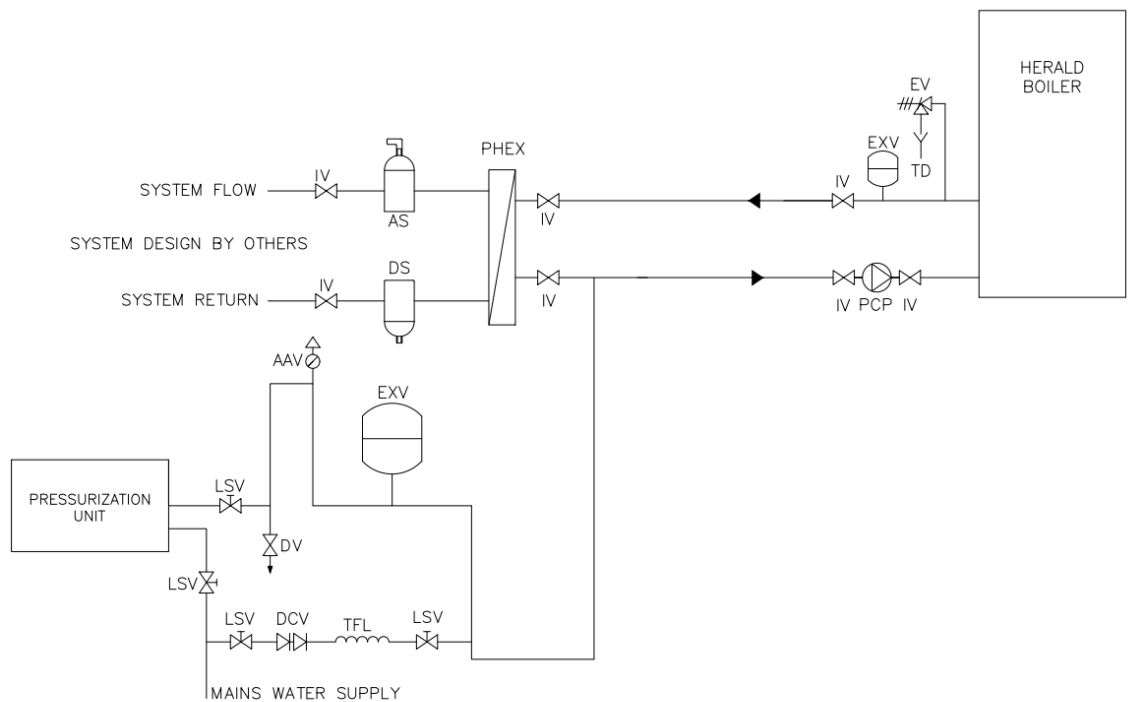 HERALD
BOILER
EV
EXV
TD
PHEX
IV
IV
SYSTEM FLOW
AS
IV
SYSTEM DESIGN BY OTHERS
DS
IV
SYSTEM RETURN
IV
IV PCP IV
AAV
EXV
LSV
PRESSURIZATION
UNIT
DV
LSV
LSV DCV TFL LSV
MAINS WATER SUPPLY